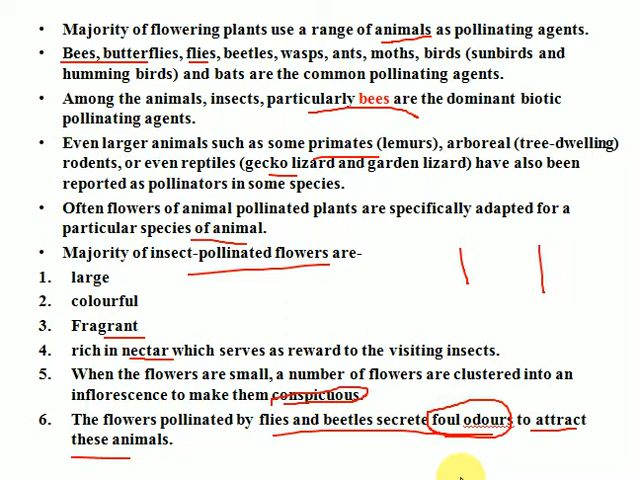 • Majority of flowering plants use a range of animals as pollinating agents.
• Bees, butterflies, flies, beetles, wasps, ants, moths, birds (sunbirds and
humming birds) and bats are the common pollinating agents.
• Among the animals, insects, particularly bees are the dominant biotic
pollinating agents.
• Even larger animals such as some primates (lemurs), arboreal (tree-dwelling)
rodents, or even reptiles (gecko lizard and garden lizard) have also been
reported as pollinators in some species.
• Often flowers of animal pollinated plants are specifically adapted for a
particular species of animal.
• Majority of insect-pollinated flowers are-
1. large
2. colourful
3. Fragrant
4. rich in nectar which serves as reward to the visiting insects.
5. When the flowers are small, a number of flowers are clustered into an
inflorescence to make them conspicuous.
6. The flowers pollinated by flies and beetles secrete foul odours to attract
these animals.